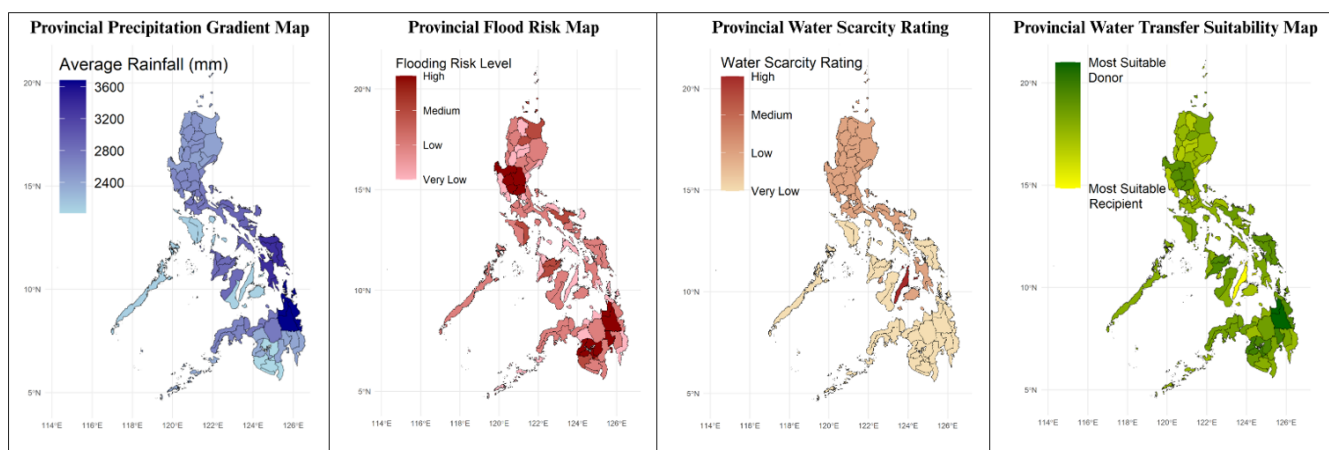 Provincial Precipitation Gradient Map
Average Rainfall (mm)
3600
3200
2800
2400
20°N
15°N
10°N
5°N
114°E 116°E 118°E 120°E 122°E 124°E 126°E
Provincial Flood Risk Map
Flooding Risk Level
High
Medium
Low
Very Low
20°N
15°N
10°N
5°N
114°E 116°E 118°E 120°E 122°E 124°E 126°E
Provincial Water Scarcity Rating
Water Scarcity Rating
High
Medium
Low
Very Low
20°N
15°N
10°N
5°N
114°E 116°E 118°E 120°E 122°E 124°E 126°E
Provincial Water Transfer Suitability Map
Most Suitable
Donor
Most Suitable
Recipient
20°N
15°N
10°N
5°N
114°E 116°E 118°E 120°E 122°E 124°E 126°E